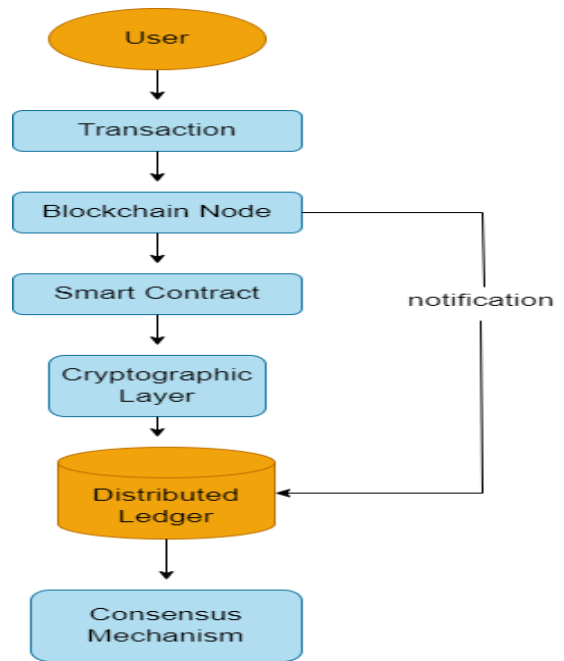 User
Transaction
Blockchain Node
Smart Contract
notification
Cryptographic
Layer
Distributed
Ledger
Consensus
Mechanism